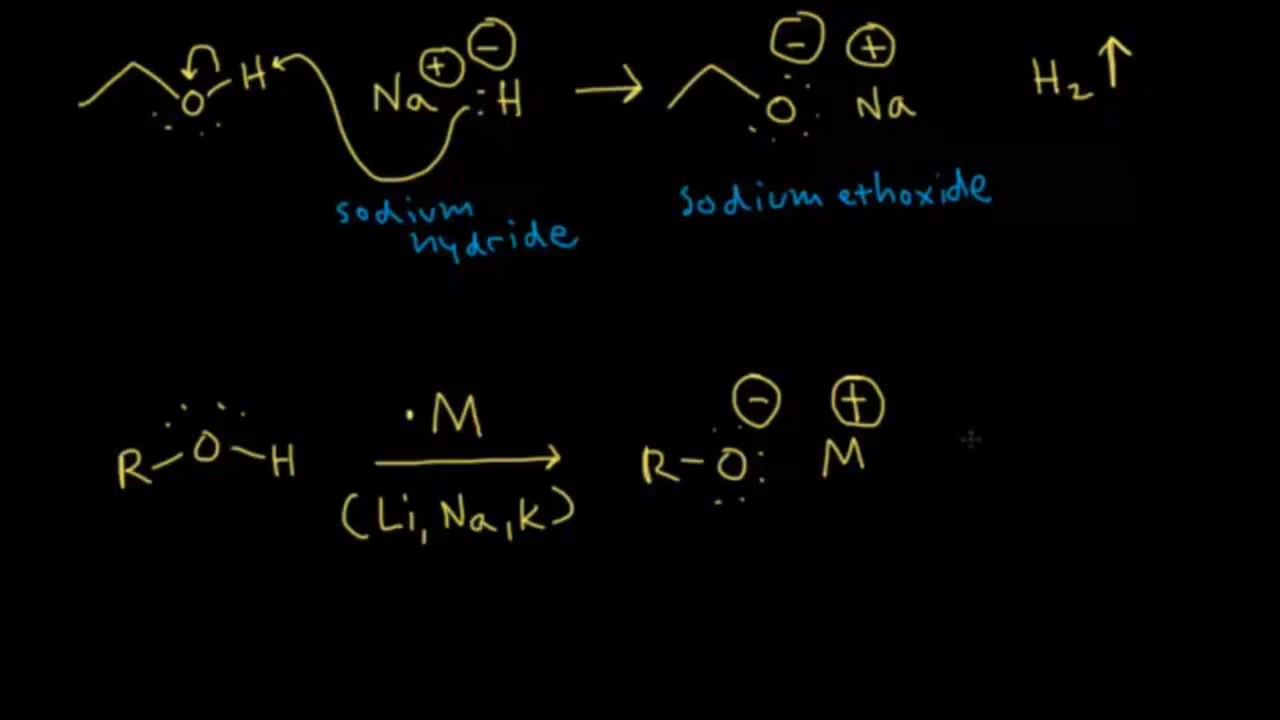 O H Na + − : H → O − Na + H2 ↑
sodium hydride
sodium ethoxide
R − O − H · M → R − O : − M +
(Li, Na, K)